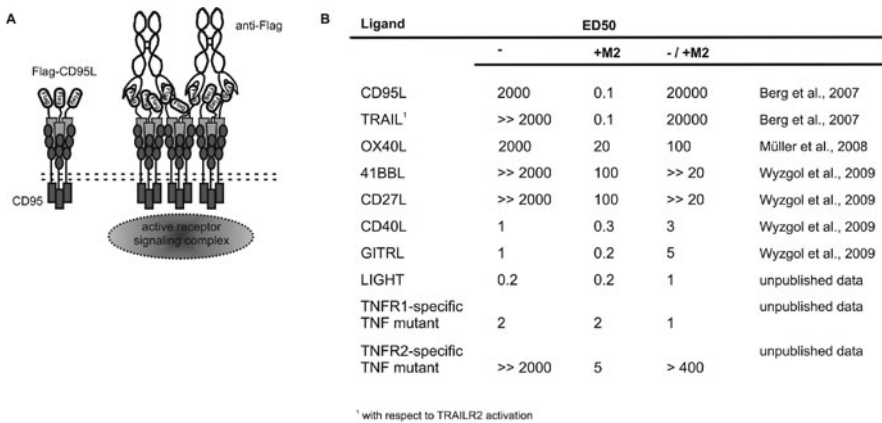 A
anti-Flag
Flag-CD95L
CD95
active receptor
signaling complex
B
Ligand ED50
- +M2 - / +M2
CD95L 2000 0.1 20000 Berg et al., 2007
TRAIL¹ >> 2000 0.1 20000 Berg et al., 2007
OX40L 2000 20 100 Müller et al., 2008
41BBL >> 2000 100 >> 20 Wyzgol et al., 2009
CD27L >> 2000 100 >> 20 Wyzgol et al., 2009
CD40L 1 0.3 3 Wyzgol et al., 2009
GITRL 1 0.2 5 Wyzgol et al., 2009
LIGHT 0.2 0.2 1 unpublished data
TNFR1-specific unpublished data
TNF mutant 2 2 1
TNFR2-specific unpublished data
TNF mutant >> 2000 5 > 400
¹ with respect to TRAILR2 activation